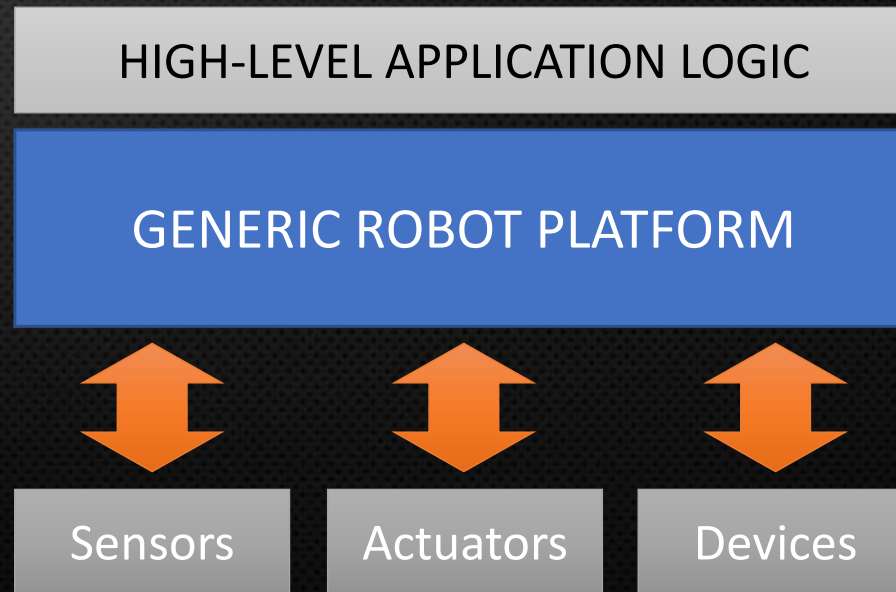 HIGH-LEVEL APPLICATION LOGIC
GENERIC ROBOT PLATFORM
Sensors
Actuators
Devices